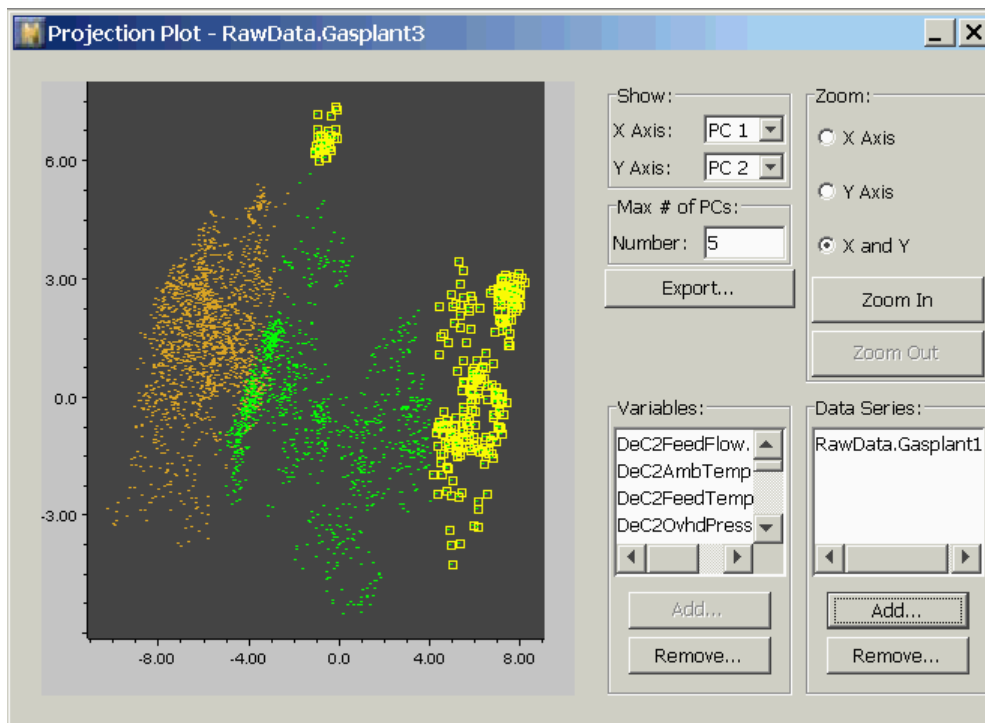 Projection Plot - RawData.Gasplant3
6.00
3.00
0.0
-3.00
-8.00 -4.00 0.0 4.00 8.00
Show:
X Axis: PC 1
Y Axis: PC 2
Max # of PCs:
Number: 5
Export...
Zoom:
X Axis
Y Axis
X and Y
Zoom In
Zoom Out
Variables:
DeC2FeedFlow.
DeC2AmbTemp
DeC2FeedTemp
DeC2OvhdPress
Add...
Remove...
Data Series:
RawData.Gasplant1
Add...
Remove...